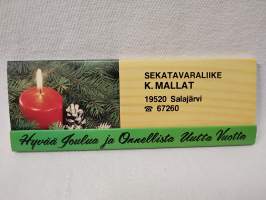 SEKATAVARALIIKE
K. MALLAT
19520 Salajärvi
☎ 67260
Hyvää Joulua ja Onnellista Uutta Vuotta